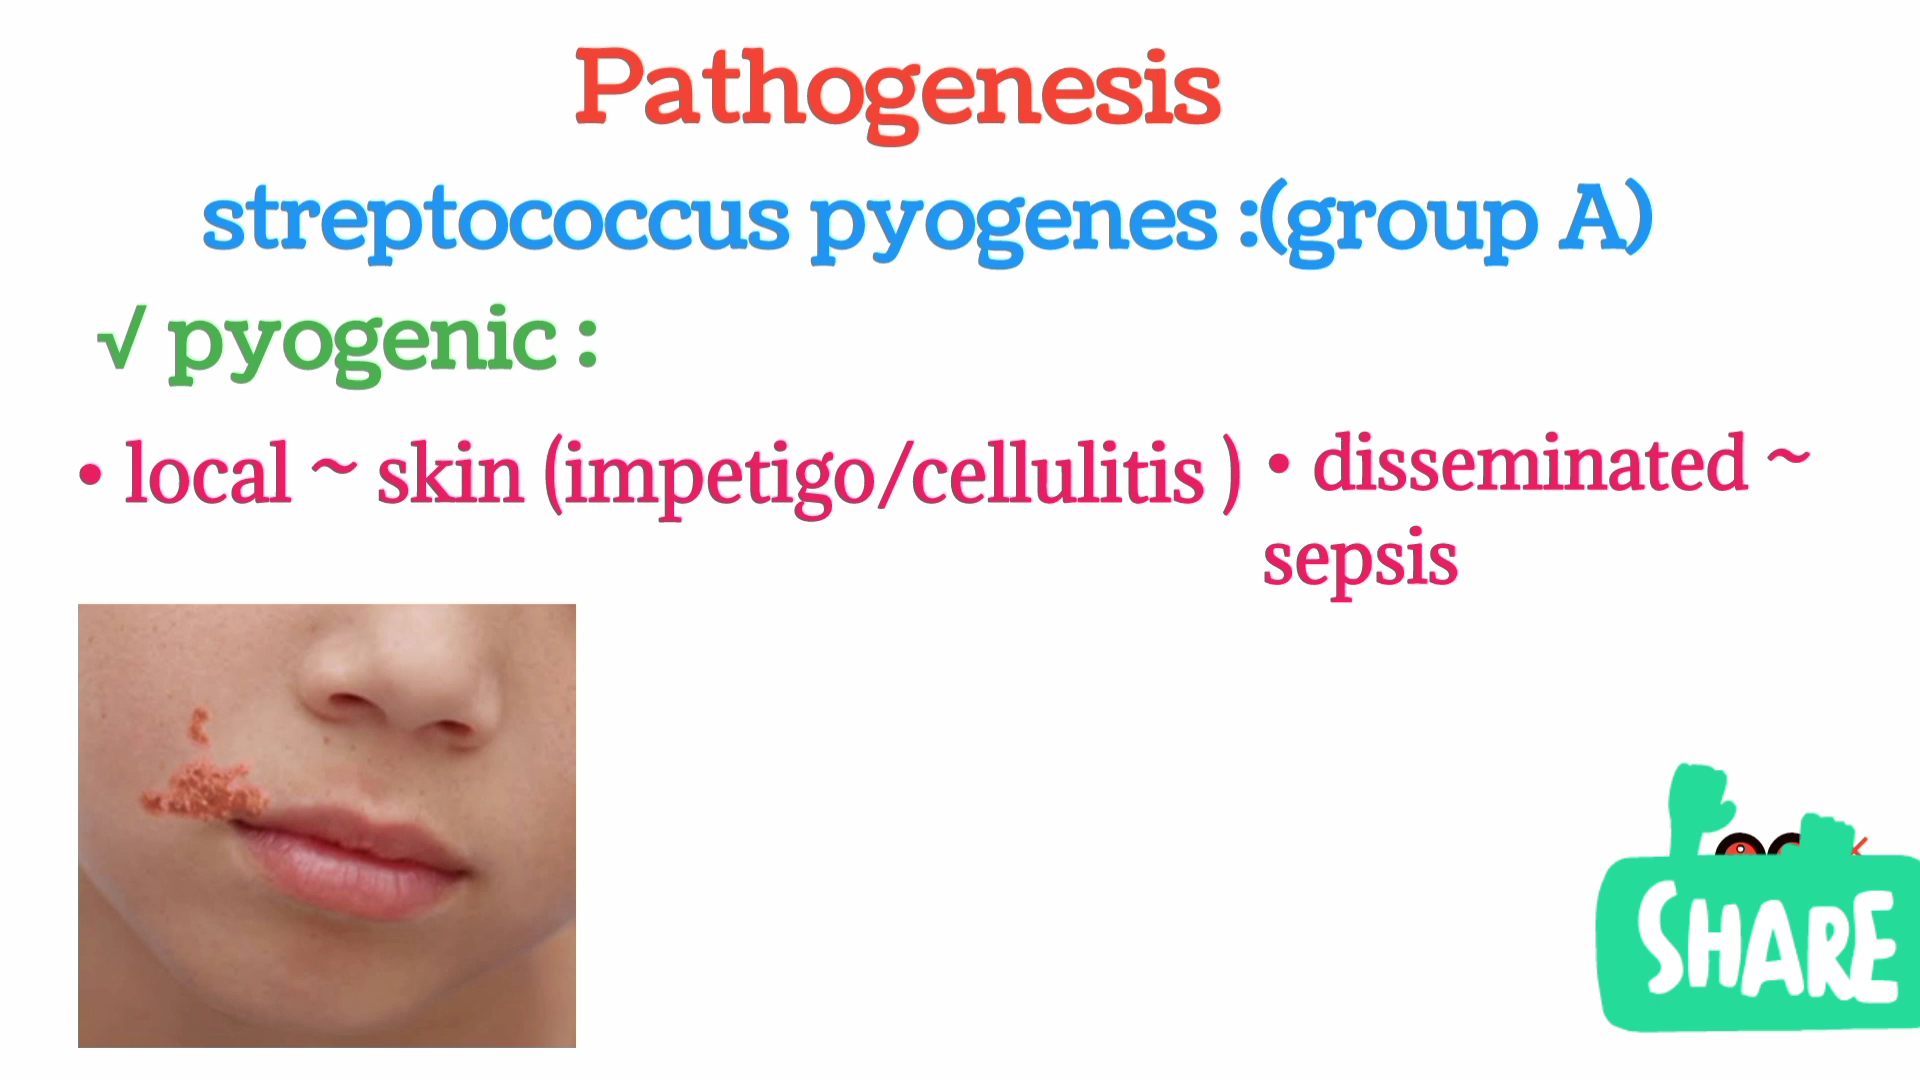 Pathogenesis
streptococcus pyogenes :(group A)
√ pyogenic :
• local ~ skin (impetigo/cellulitis )
• disseminated ~
sepsis
SHARE